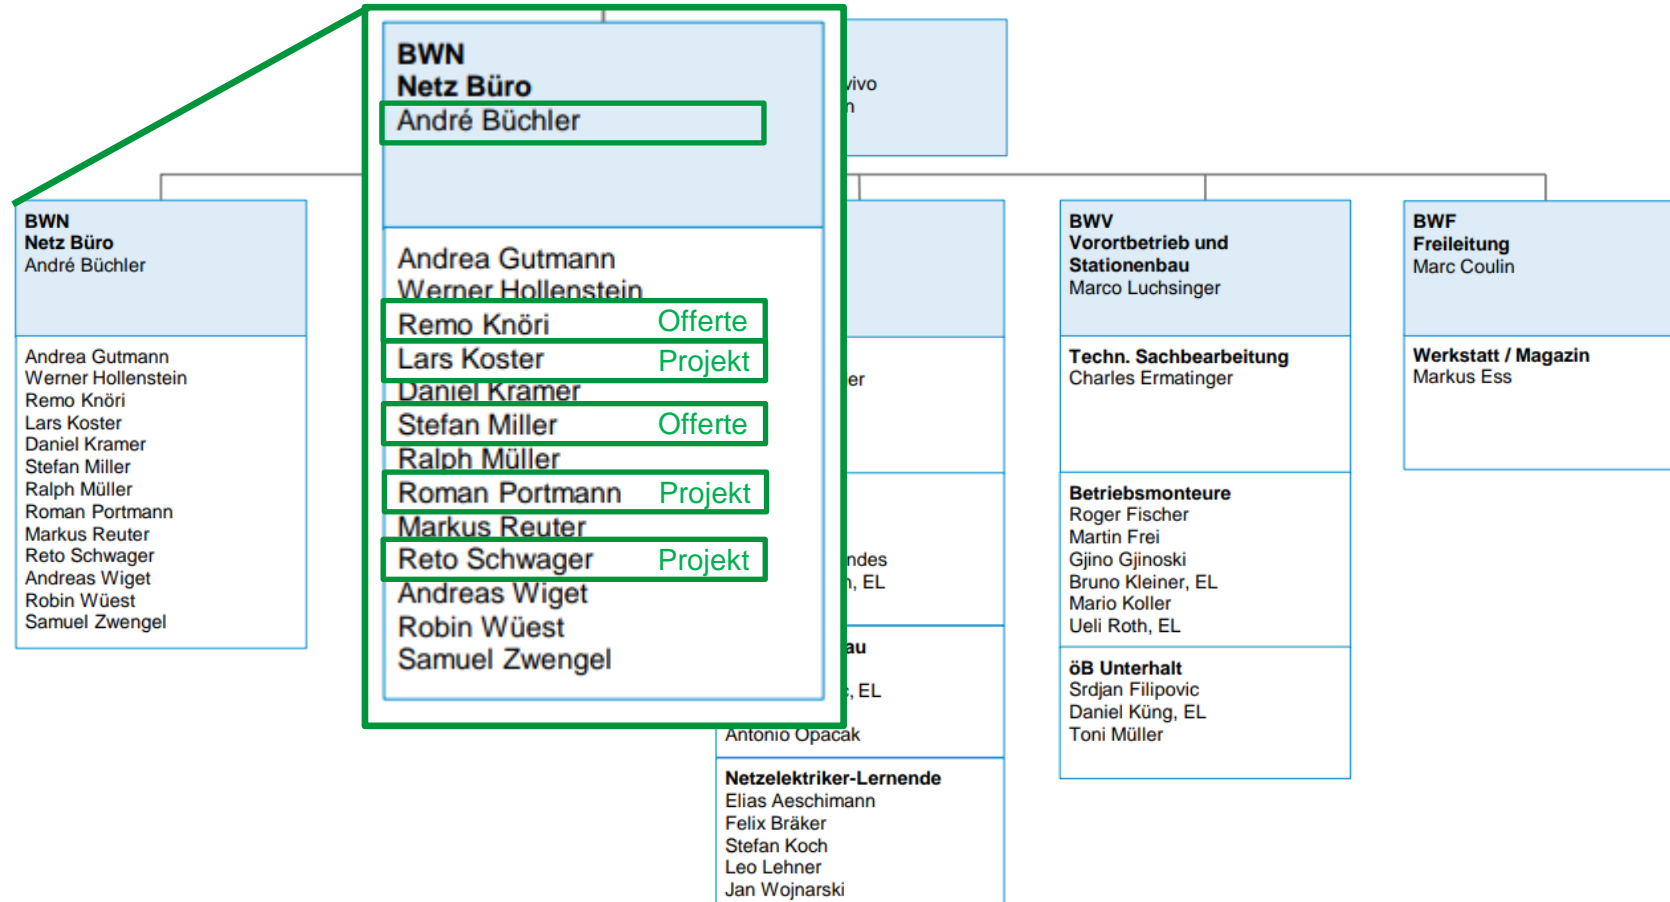 BWN
Netz Büro
André Büchler
Andrea Gutmann
Werner Hollenstein
Remo Knöri Offerte
Lars Koster Projekt
Daniel Kramer
Stefan Miller Offerte
Ralph Müller
Roman Portmann Projekt
Markus Reuter
Reto Schwager Projekt
Andreas Wiget
Robin Wüest
Samuel Zwengel
BWN
Netz Büro
André Büchler
Andrea Gutmann
Werner Hollenstein
Remo Knöri
Lars Koster
Daniel Kramer
Stefan Miller
Ralph Müller
Roman Portmann
Markus Reuter
Reto Schwager
Andreas Wiget
Robin Wüest
Samuel Zwengel
, EL
, EL
Antonio Opacak
Netzelektriker-Lernende
Elias Aeschimann
Felix Bräker
Stefan Koch
Leo Lehner
Jan Wojnarski
BWV
Vorortbetrieb und
Stationenbau
Marco Luchsinger
Techn. Sachbearbeitung
Charles Ermatinger
Betriebsmonteure
Roger Fischer
Martin Frei
Gjino Gjinoski
Bruno Kleiner, EL
Mario Koller
Ueli Roth, EL
öB Unterhalt
Srdjan Filipovic
Daniel Küng, EL
Toni Müller
BWF
Freileitung
Marc Coulin
Werkstatt / Magazin
Markus Ess